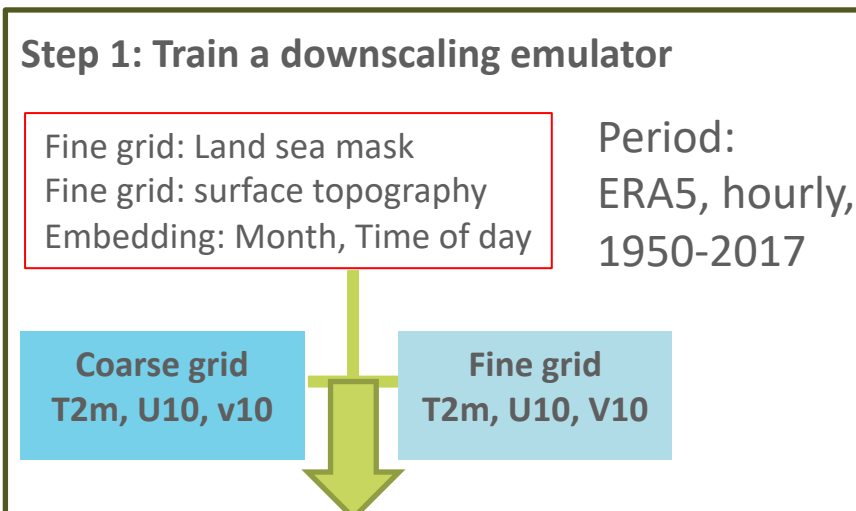 Step 1: Train a downscaling emulator
Fine grid: Land sea mask
Fine grid: surface topography
Embedding: Month, Time of day
Period:
ERA5, hourly,
1950-2017
Coarse grid
T2m, U10, v10
Fine grid
T2m, U10, V10